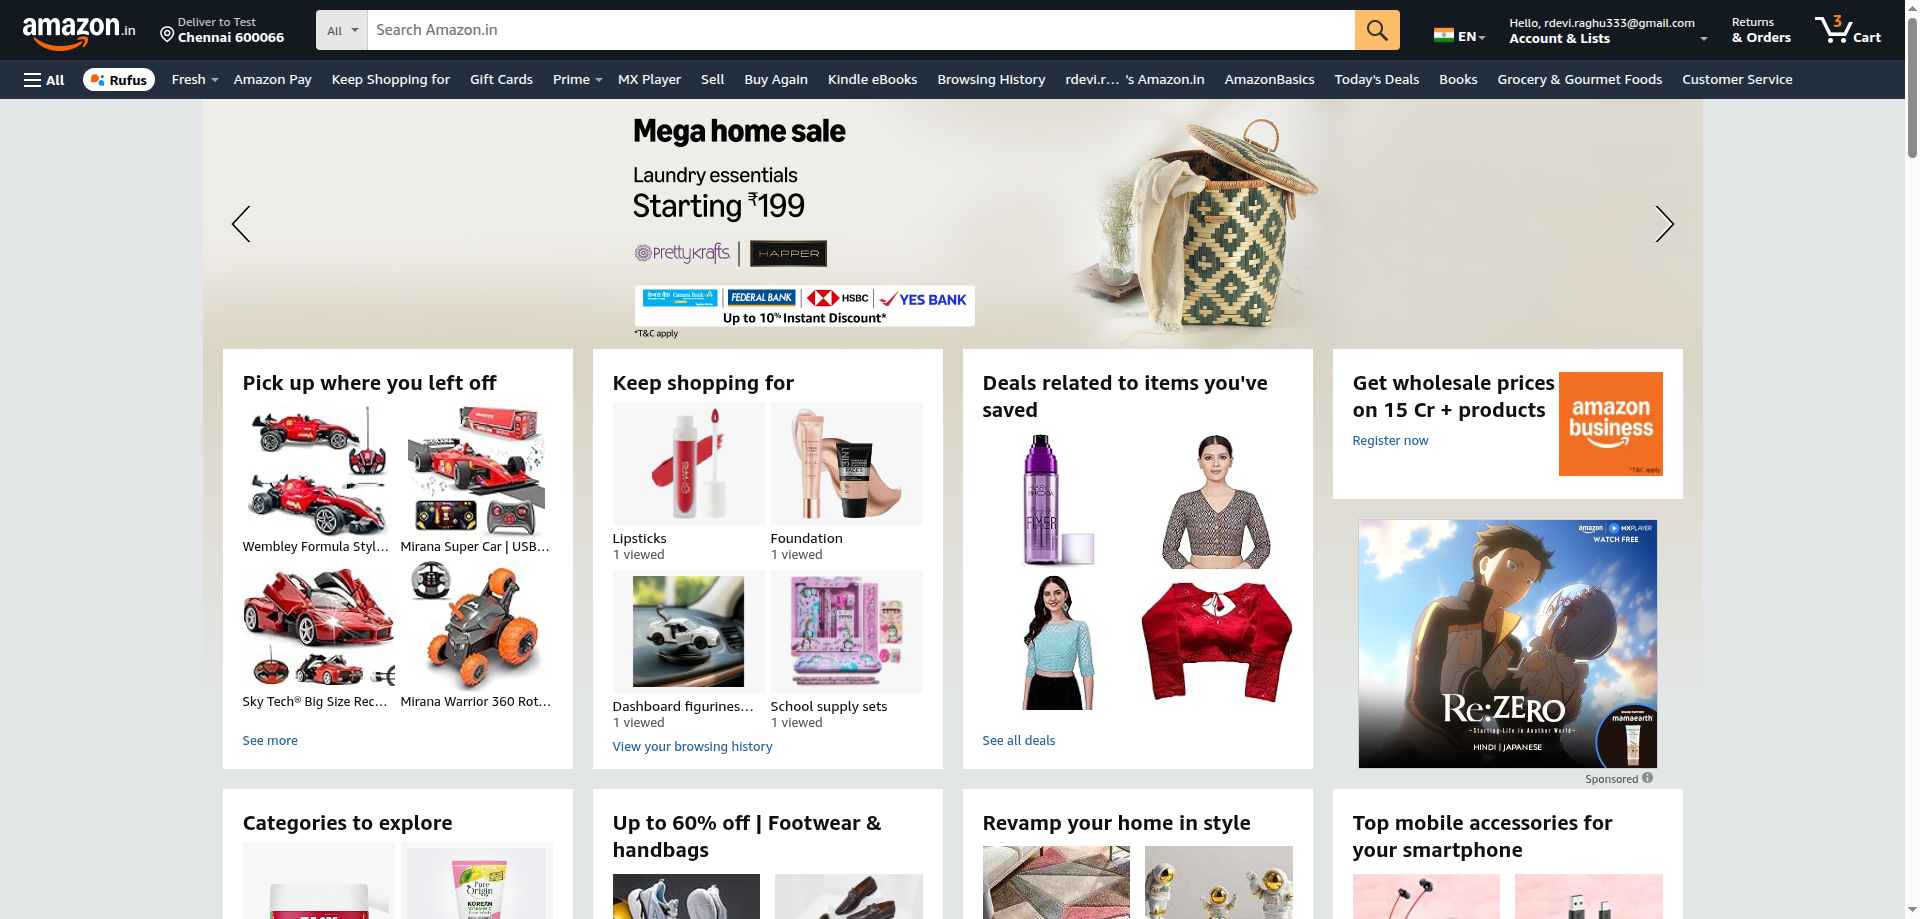 amazon.in
Deliver to Test
Chennai 600066
All
Search Amazon.in
EN
Hello, rdevi.raghu333@gmail.com
Account & Lists
Returns
& Orders
3
Cart
All
Rufus
Fresh
Amazon Pay
Keep Shopping for
Gift Cards
Prime
MX Player
Sell
Buy Again
Kindle eBooks
Browsing History
rdevi.r... 's Amazon.in
AmazonBasics
Today's Deals
Books
Grocery & Gourmet Foods
Customer Service
Mega home sale
Laundry essentials
Starting ₹199
Prettykrafts
HAPPER
Canara Bank
FEDERAL BANK
HSBC
YES BANK
Up to 10% Instant Discount*
*T&C apply
Pick up where you left off
Wembley Formula Styl...
Mirana Super Car | USB...
Sky Tech® Big Size Rec...
Mirana Warrior 360 Rot...
See more
Keep shopping for
Lipsticks
1 viewed
Foundation
1 viewed
Dashboard figurines...
1 viewed
School supply sets
1 viewed
View your browsing history
Deals related to items you've
saved
FIXER
See all deals
Get wholesale prices
on 15 Cr + products
Register now
amazon
business
*T&C apply
amazon MXPLAYER
WATCH FREE
Re:ZERO
~Starting Life in Another World~
HINDI | JAPANESE
mamaearth
Sponsored
Categories to explore
Pure
Origin
KOREAN
Up to 60% off | Footwear &
handbags
Revamp your home in style
Top mobile accessories for
your smartphone